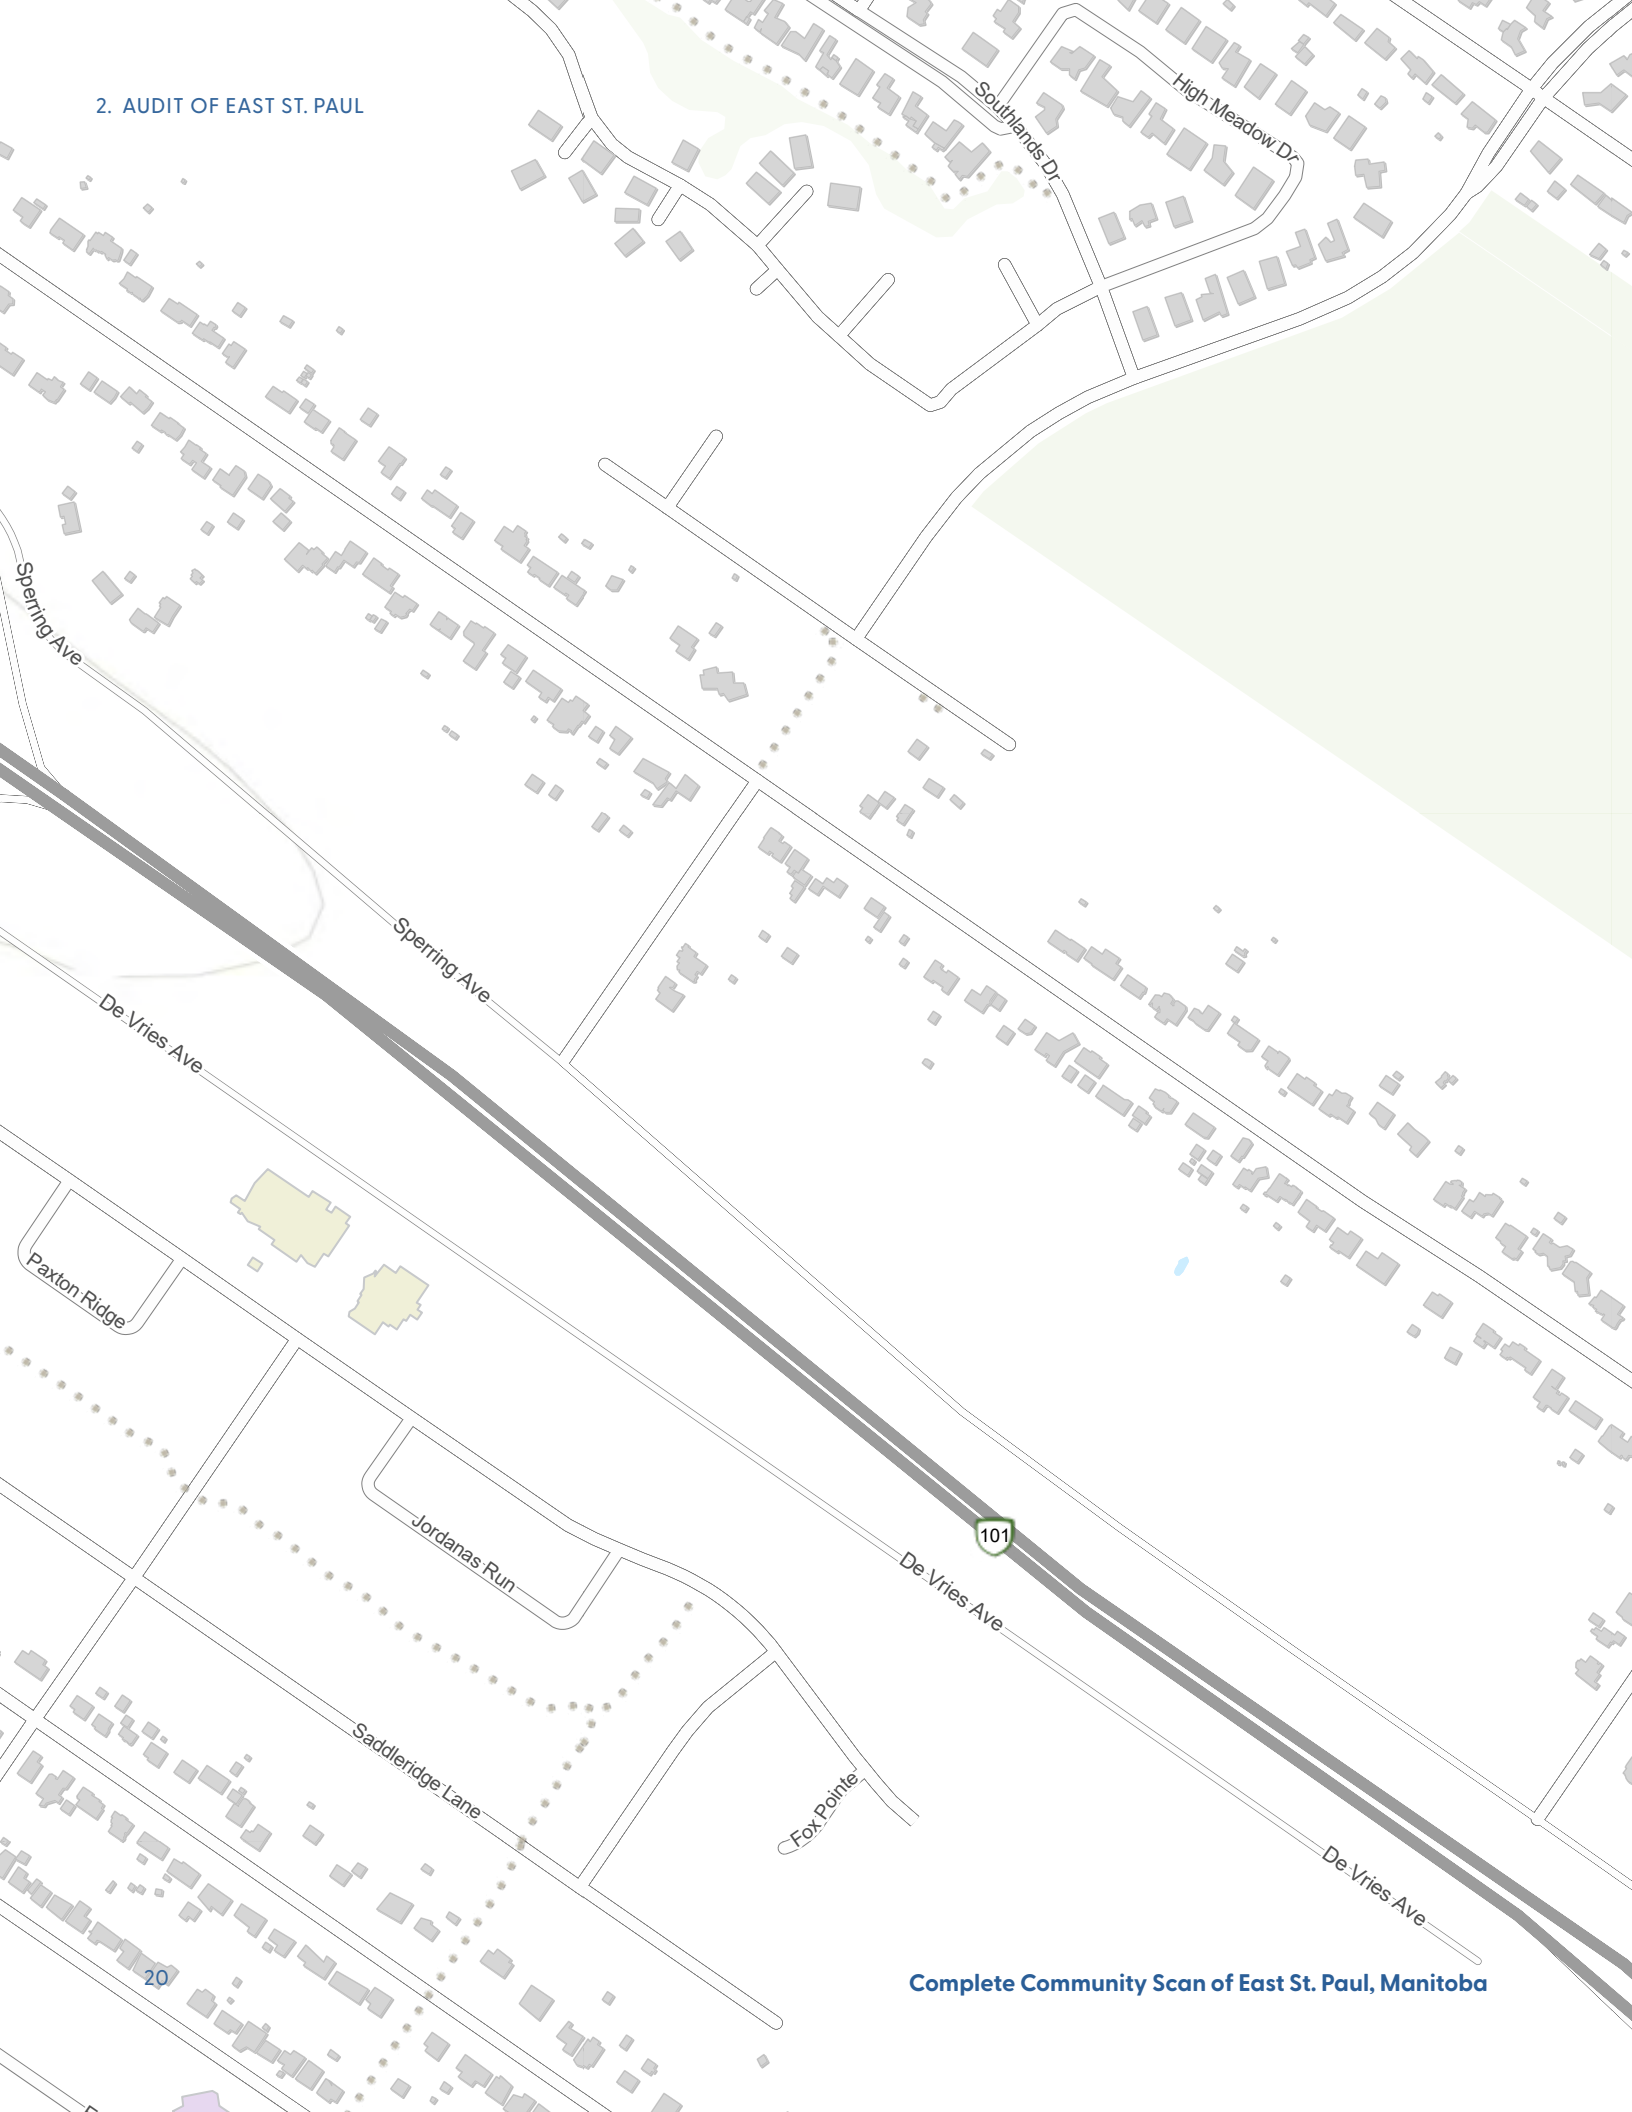 2. AUDIT OF EAST ST. PAUL
Southlands Dr
High Meadow Dr
Sperring Ave
Sperring Ave
De Vries Ave
Paxton Ridge
Jordanas Run
101
De Vries Ave
Saddleridge Lane
Fox Pointe
De Vries Ave
20
Complete Community Scan of East St. Paul, Manitoba